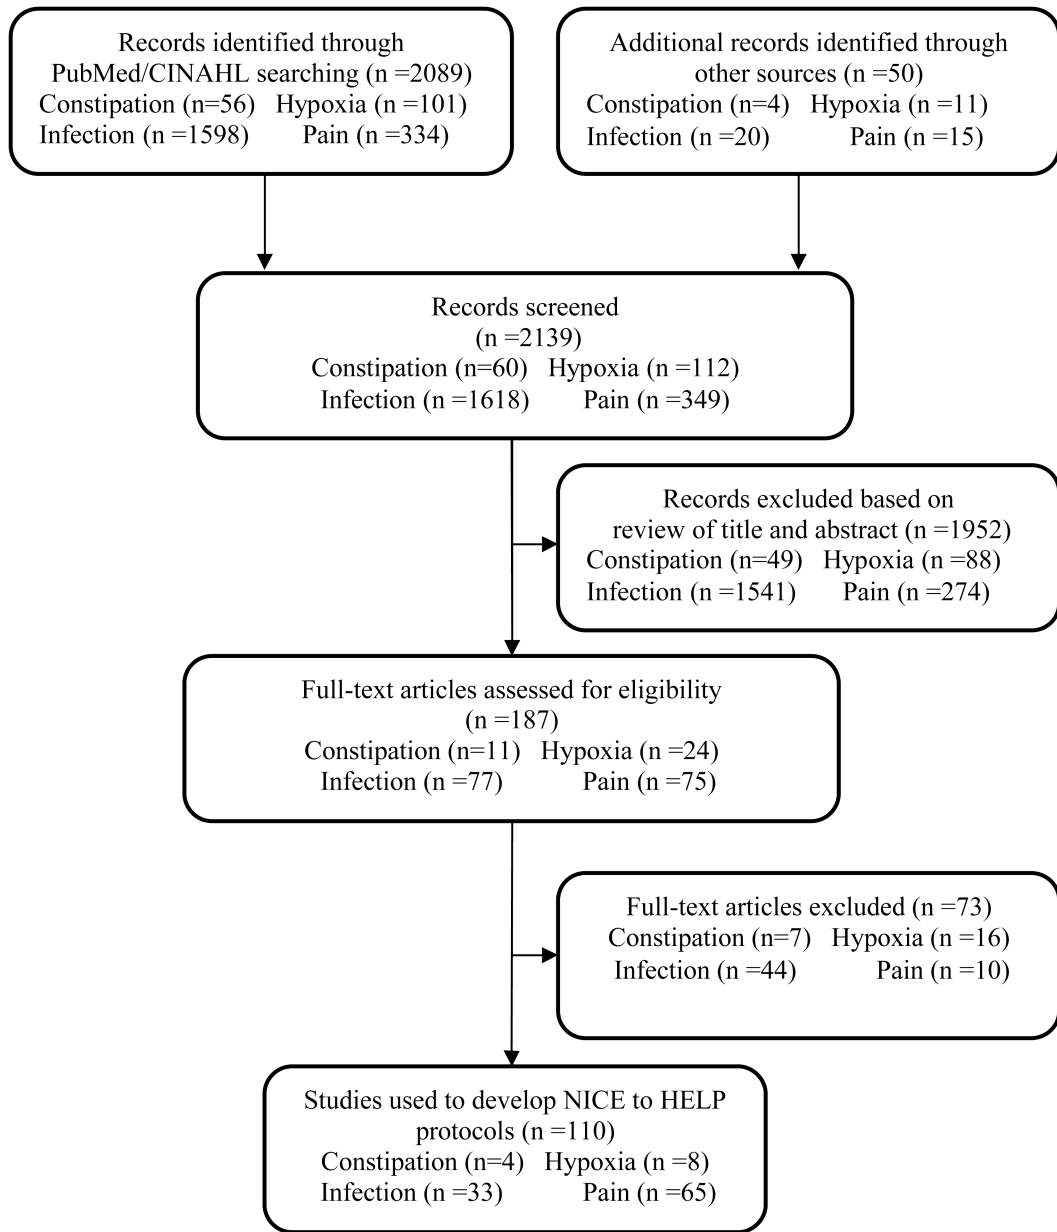 Records identified through
PubMed/CINAHL searching (n =2089)
Constipation (n=56) Hypoxia (n =101)
Infection (n =1598) Pain (n =334)
Additional records identified through
other sources (n =50)
Constipation (n=4) Hypoxia (n =11)
Infection (n =20) Pain (n =15)
Records screened
(n =2139)
Constipation (n=60) Hypoxia (n =112)
Infection (n =1618) Pain (n =349)
Records excluded based on
review of title and abstract (n =1952)
Constipation (n=49) Hypoxia (n =88)
Infection (n =1541) Pain (n =274)
Full-text articles assessed for eligibility
(n =187)
Constipation (n=11) Hypoxia (n =24)
Infection (n =77) Pain (n =75)
Full-text articles excluded (n =73)
Constipation (n=7) Hypoxia (n =16)
Infection (n =44) Pain (n =10)
Studies used to develop NICE to HELP
protocols (n =110)
Constipation (n=4) Hypoxia (n =8)
Infection (n =33) Pain (n =65)